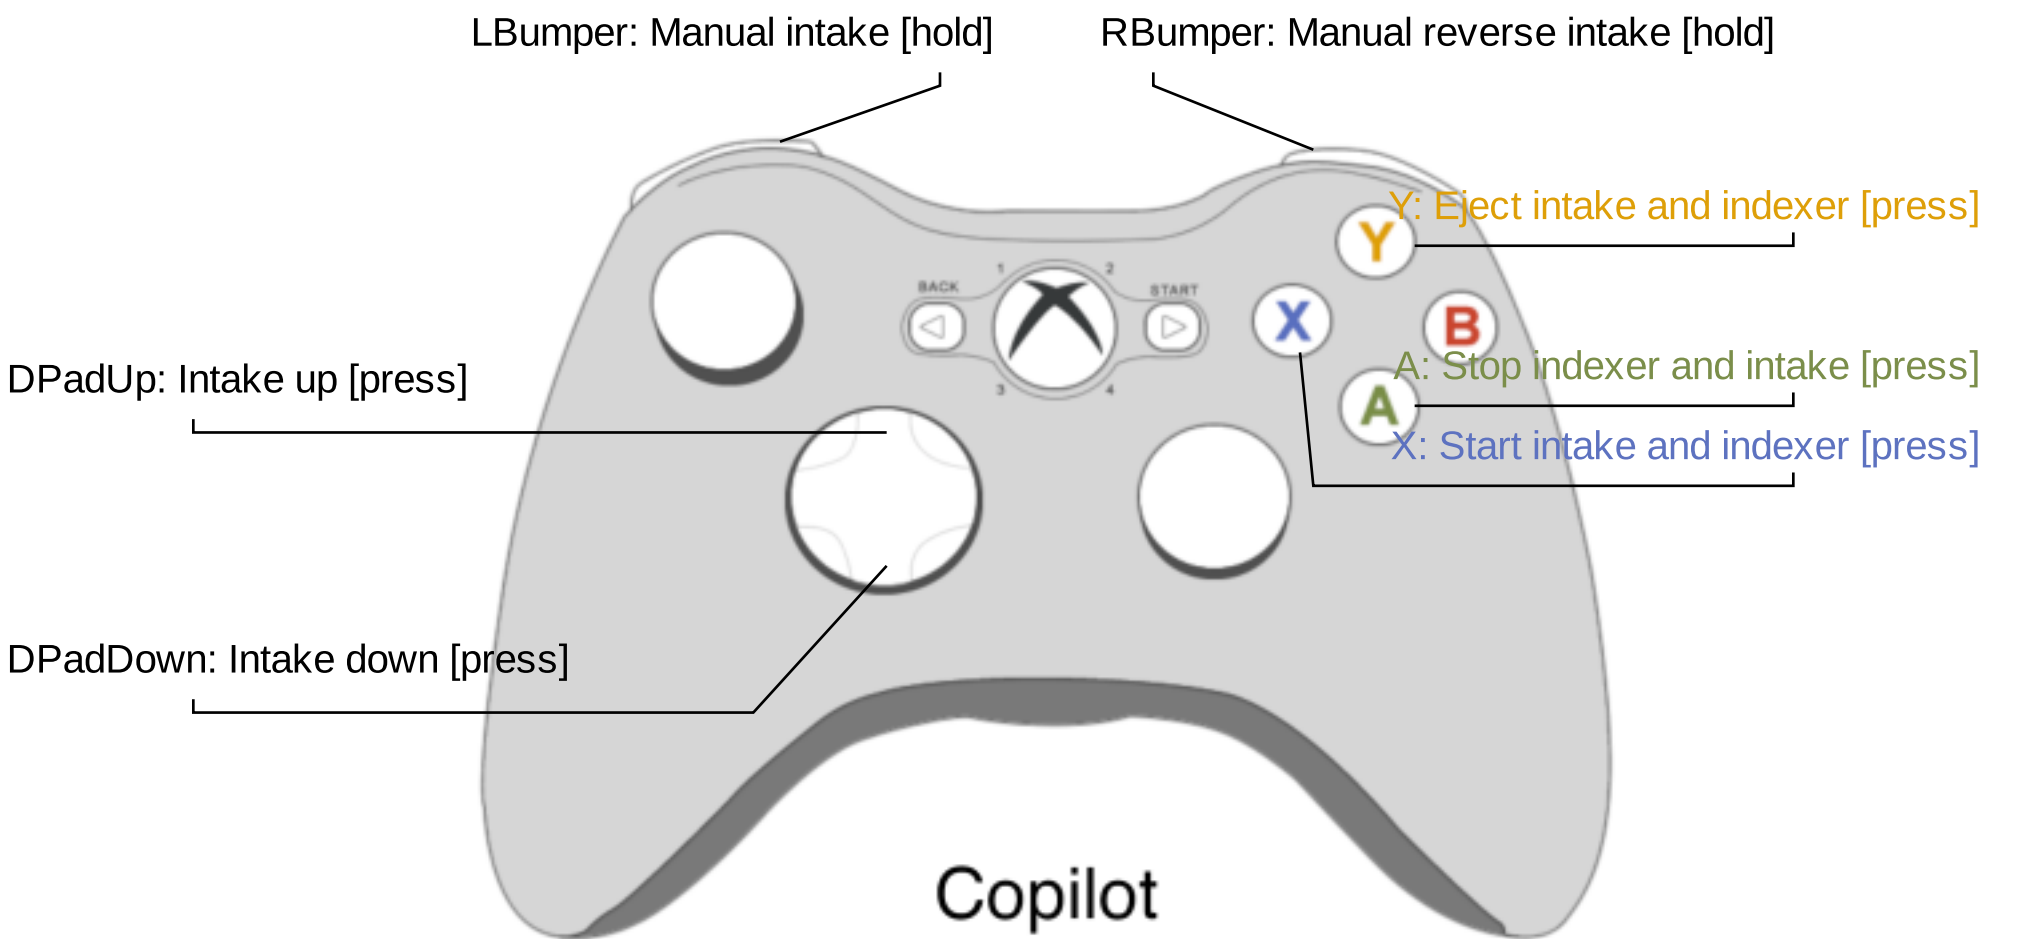 LBumper: Manual intake [hold]
RBumper: Manual reverse intake [hold]
Y: Eject intake and indexer [press]
Y
1
2
BACK
START
X
B
DPadUp: Intake up [press]
A: Stop indexer and intake [press]
3
4
A
X: Start intake and indexer [press]
DPadDown: Intake down [press]
Copilot